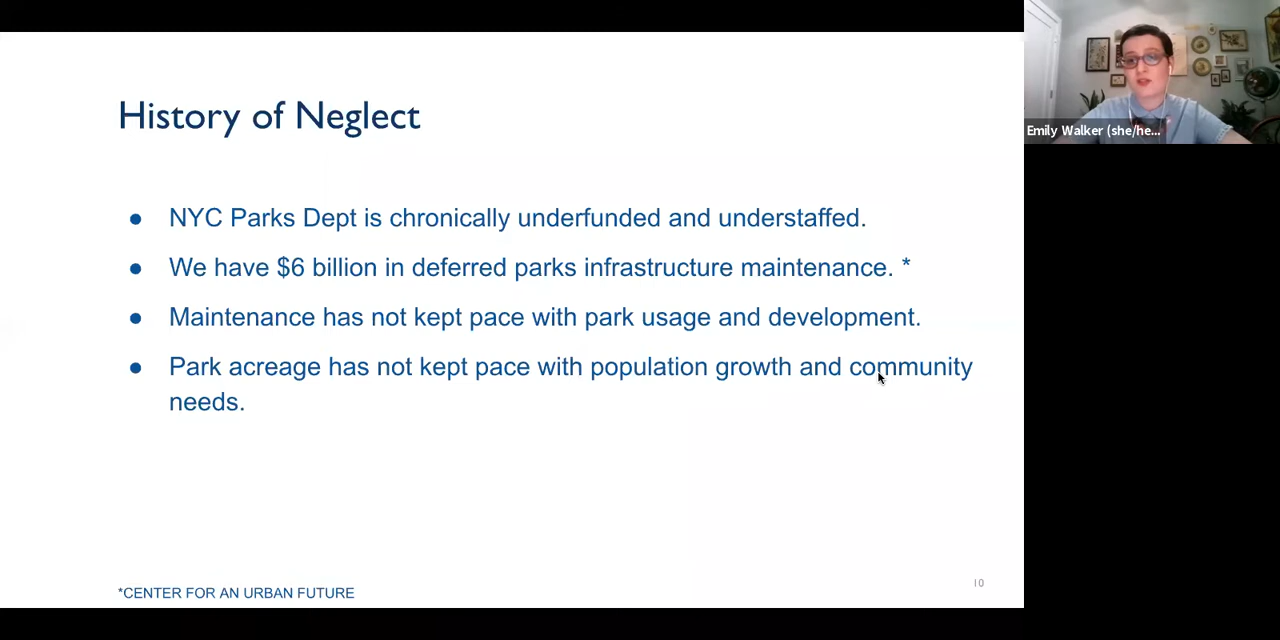 History of Neglect
● NYC Parks Dept is chronically underfunded and understaffed.
● We have $6 billion in deferred parks infrastructure maintenance. *
● Maintenance has not kept pace with park usage and development.
● Park acreage has not kept pace with population growth and community
needs.
*CENTER FOR AN URBAN FUTURE
10
Emily Walker (she/he...